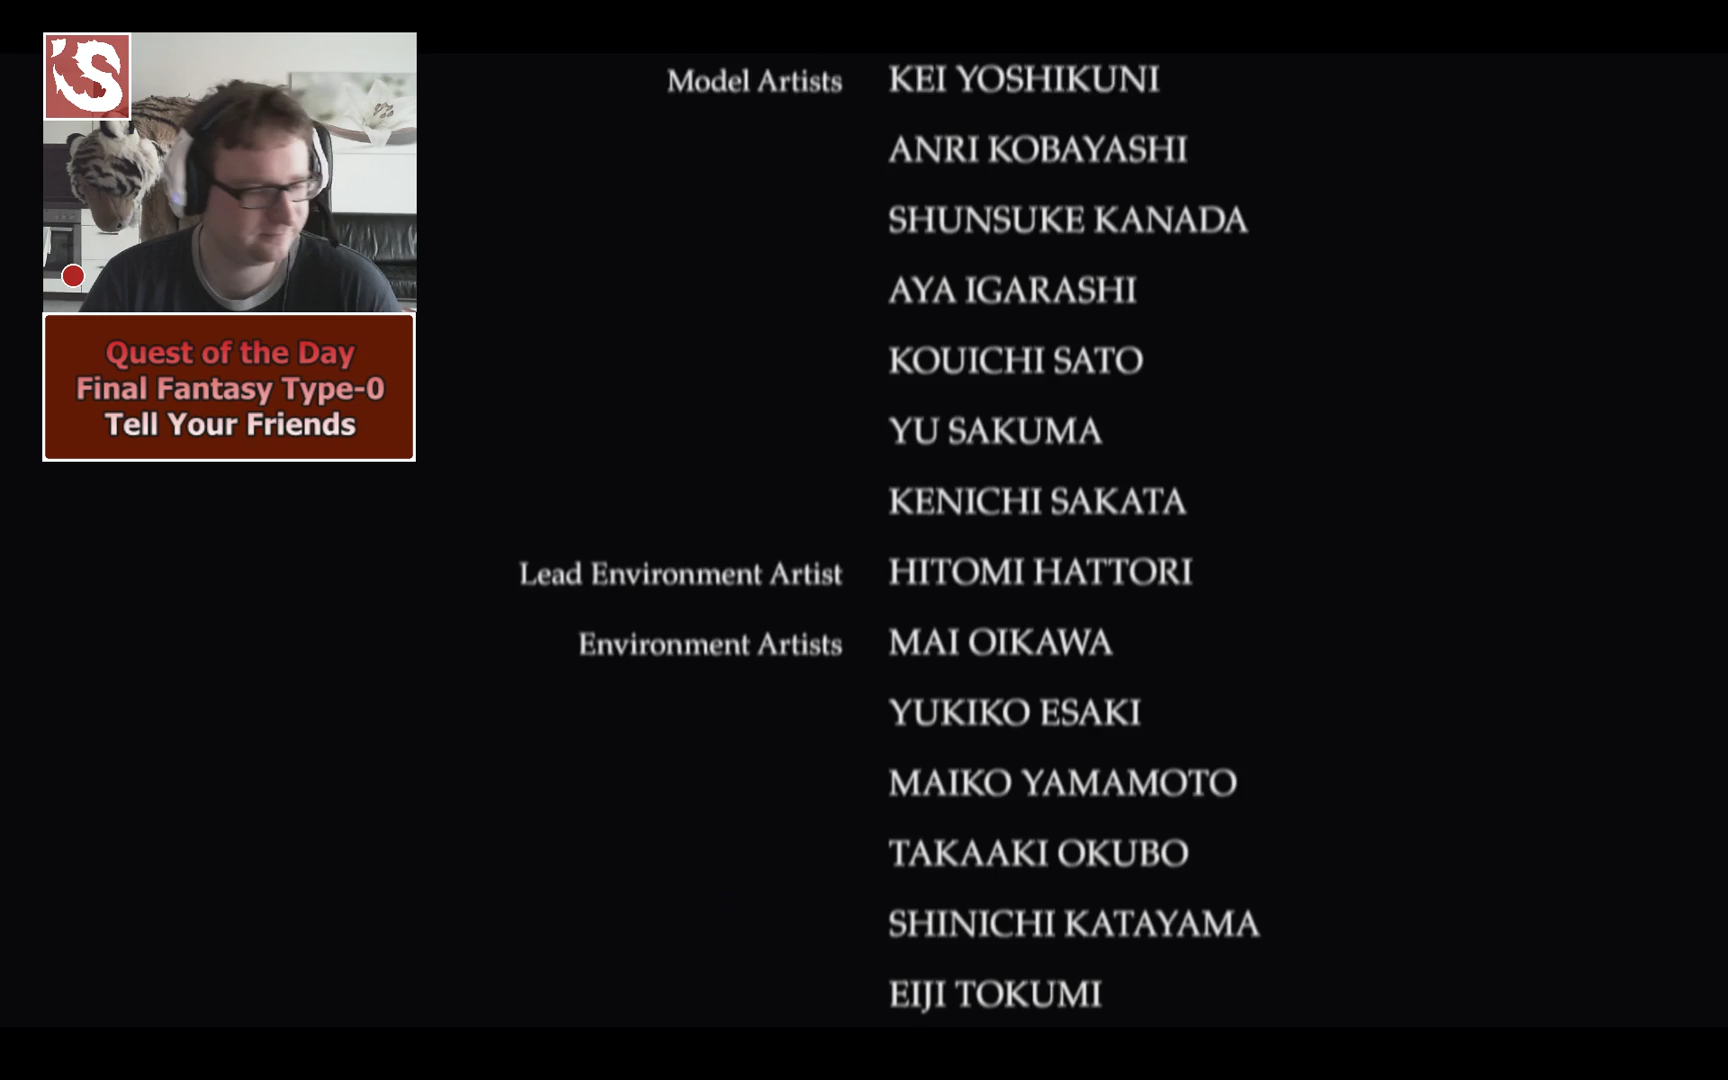 S
Quest of the Day
Final Fantasy Type-0
Tell Your Friends
Model Artists KEI YOSHIKUNI
ANRI KOBAYASHI
SHUNSUKE KANADA
AYA IGARASHI
KOUICHI SATO
YU SAKUMA
KENICHI SAKATA
Lead Environment Artist HITOMI HATTORI
Environment Artists MAI OIKAWA
YUKIKO ESAKI
MAIKO YAMAMOTO
TAKAAKI OKUBO
SHINICHI KATAYAMA
EIJI TOKUMI